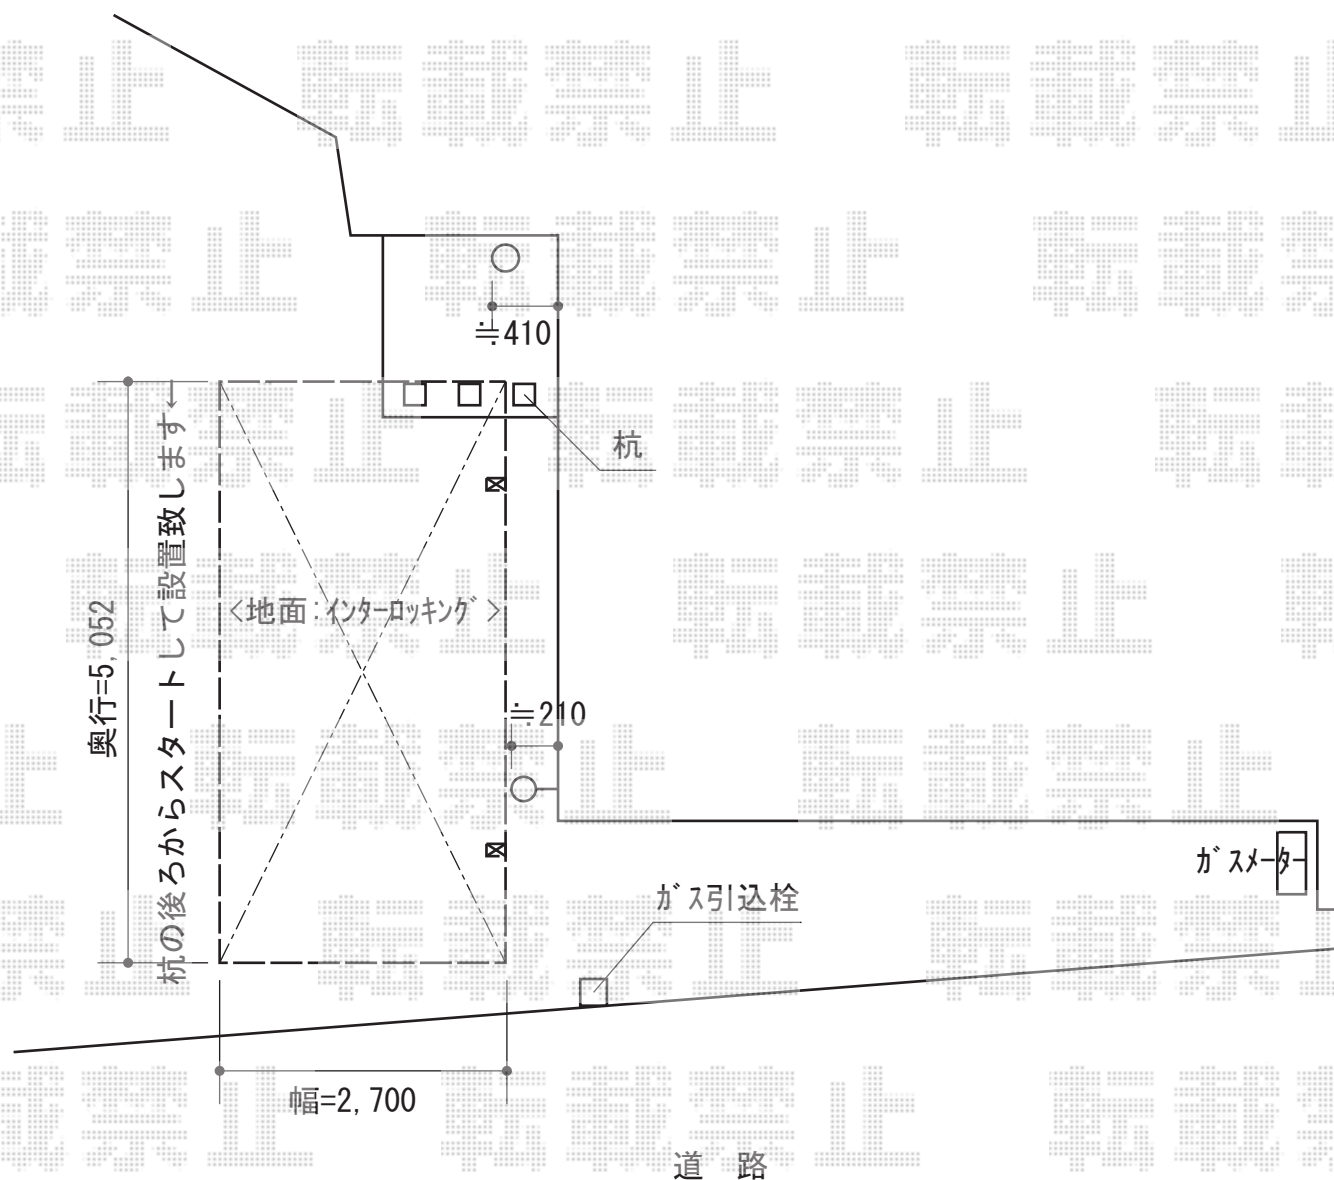 転載禁止
≒410
杭
杭の後ろからスタートして設置致します→
奥行=5,052
<地面:インターロッキング>
≒210
ガスメーター
ガス引込栓
幅=2,700
道 路